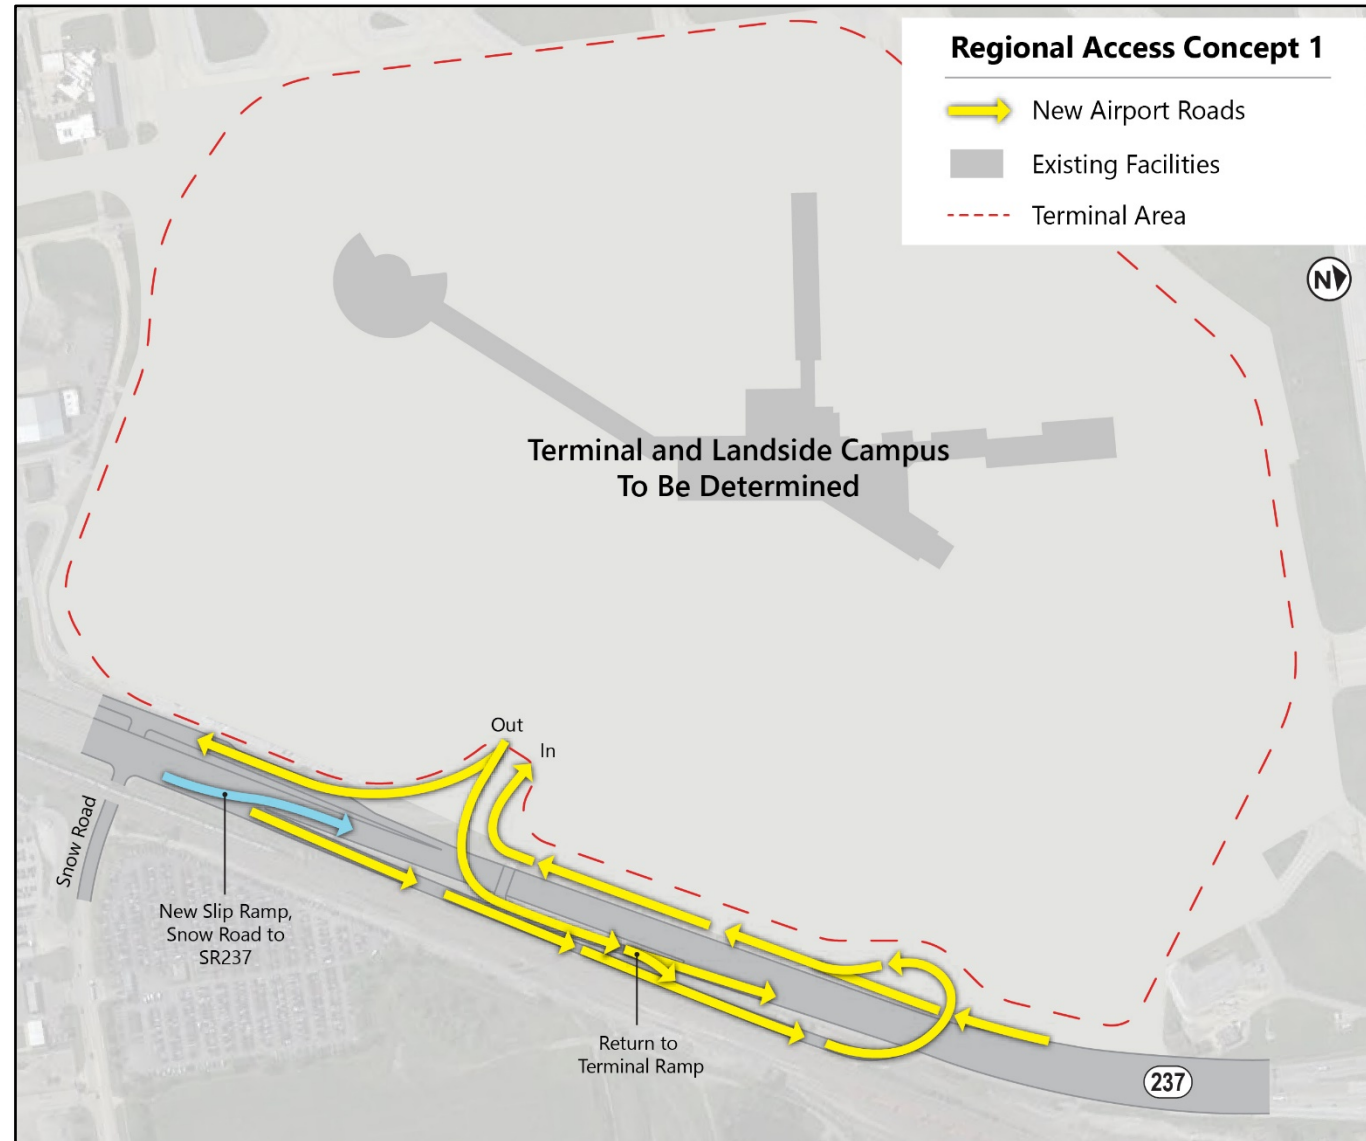 Regional Access Concept 1
New Airport Roads
Existing Facilities
Terminal Area
N
Terminal and Landside Campus
To Be Determined
Out
In
Snow Road
New Slip Ramp,
Snow Road to
SR237
Return to
Terminal Ramp
237